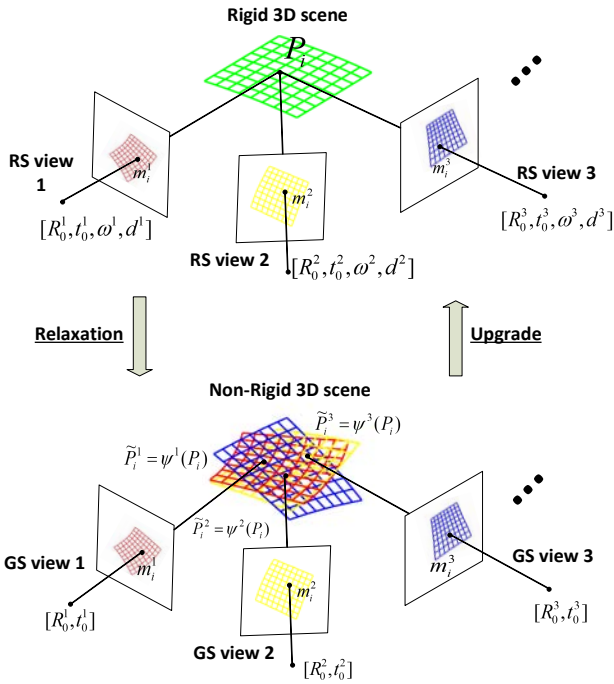 Rigid 3D scene
P_i
RS view 1
m_i^1
[R_0^1, t_0^1, ω^1, d^1]
m_i^2
RS view 2
[R_0^2, t_0^2, ω^2, d^2]
m_i^3
RS view 3
[R_0^3, t_0^3, ω^3, d^3]
Relaxation
Upgrade
Non-Rigid 3D scene
P̃_i^1 = ψ^1(P_i)
P̃_i^3 = ψ^3(P_i)
P̃_i^2 = ψ^2(P_i)
GS view 1
m_i^1
[R_0^1, t_0^1]
m_i^2
GS view 2
[R_0^2, t_0^2]
m_i^3
GS view 3
[R_0^3, t_0^3]